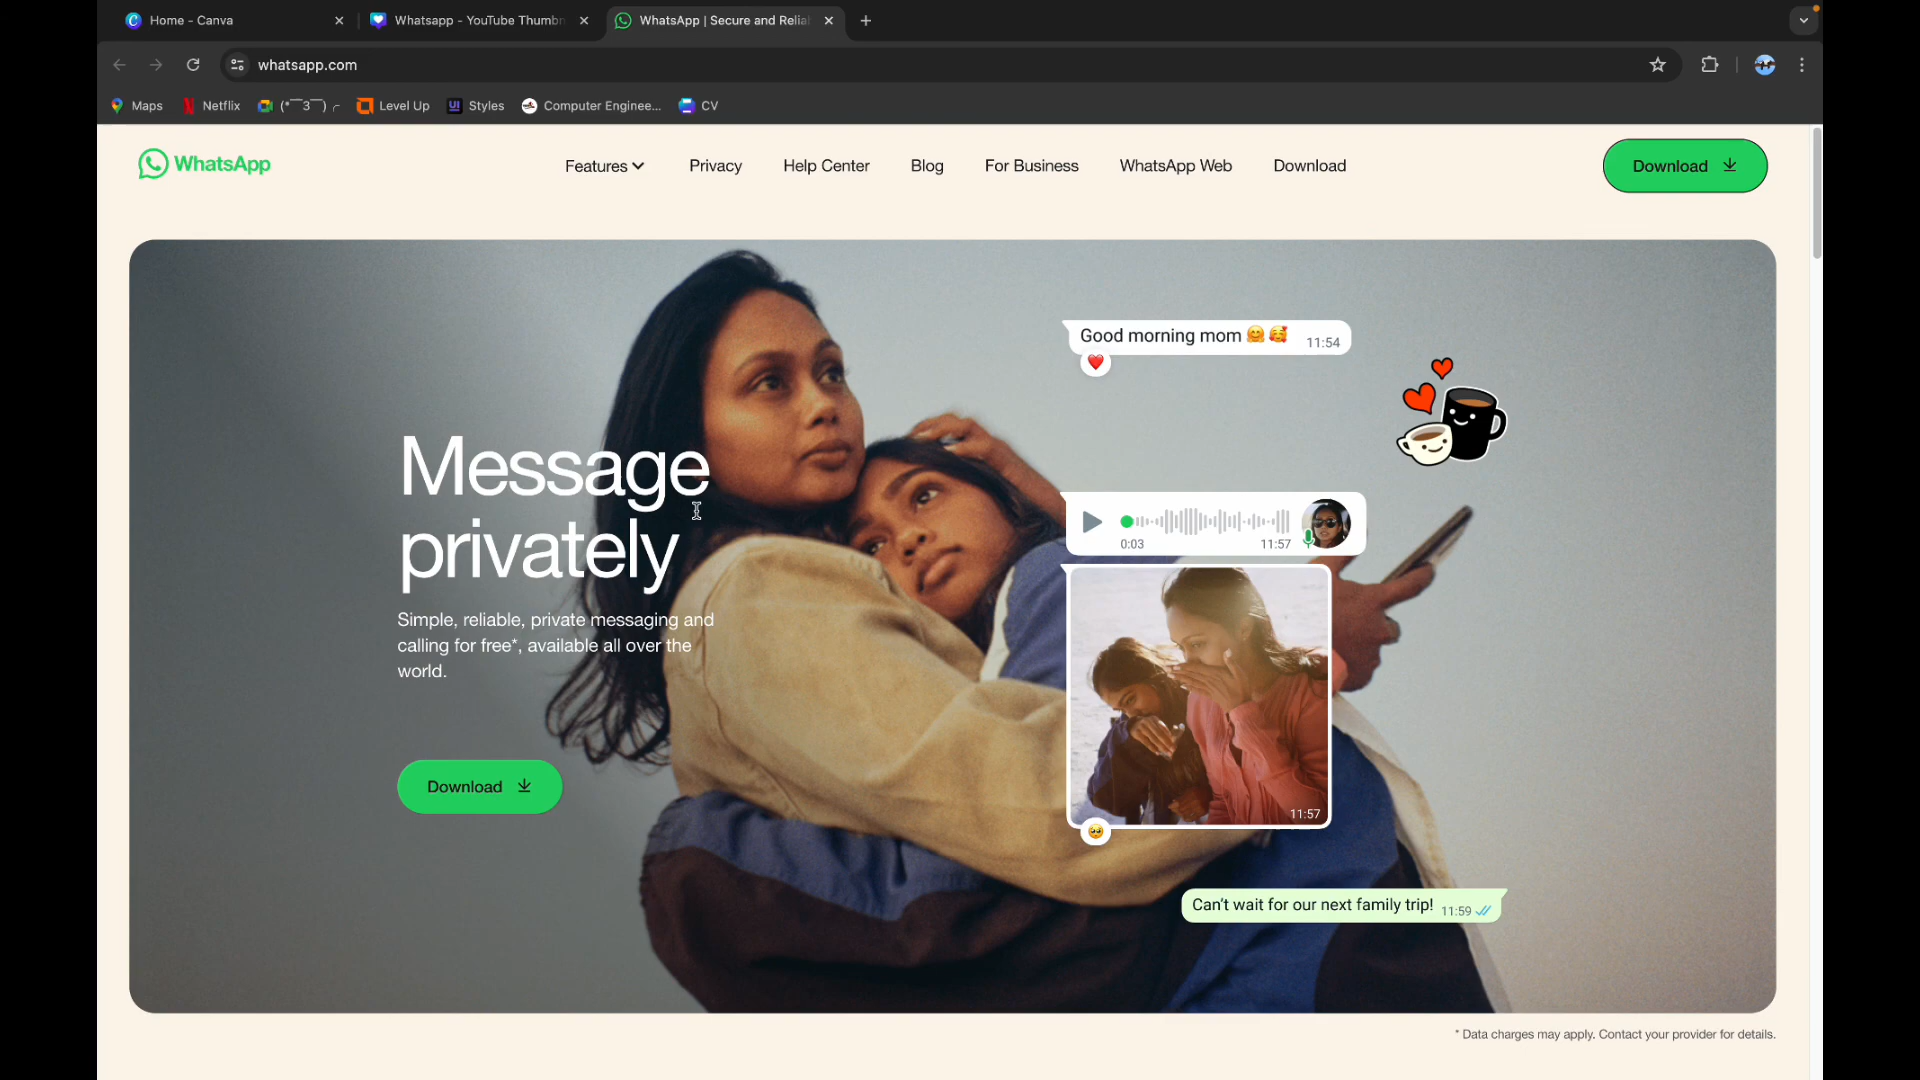 Home - Canva
Whatsapp - YouTube Thumbn
WhatsApp | Secure and Relia
whatsapp.com
Maps
Netflix
Level Up
Styles
Computer Enginee...
CV
WhatsApp
Features
Privacy
Help Center
Blog
For Business
WhatsApp Web
Download
Download
Good morning mom 🤗 🥰 11:54
Message
privately
0:03 11:57
Simple, reliable, private messaging and
calling for free*, available all over the
world.
Download
11:57
Can't wait for our next family trip! 11:59
* Data charges may apply. Contact your provider for details.